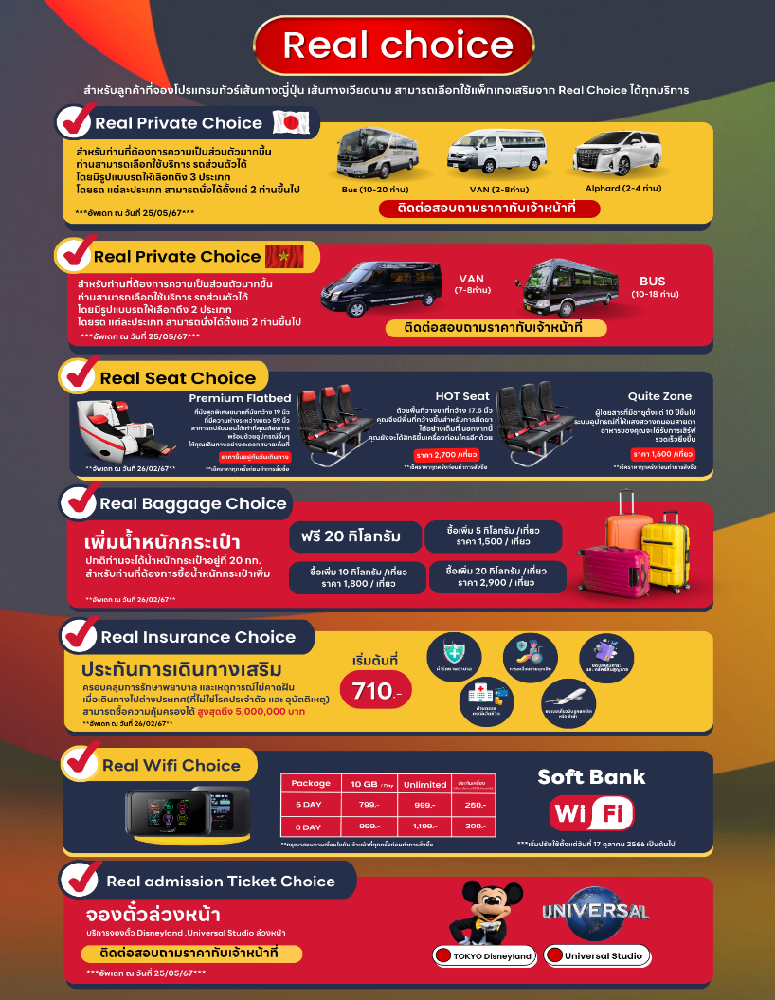 Real choice
สำหรับลูกค้าที่จองโปรแกรมทัวร์เส้นทางญี่ปุ่น เส้นทางเวียดนาม สามารถเลือกใช้แพ็กเกจเสริมจาก Real Choice ได้ทุกบริการ
Real Private Choice
สำหรับท่านที่ต้องการความเป็นส่วนตัวมากขึ้น
ท่านสามารถเลือกใช้บริการ รถส่วนตัวได้
โดยมีรูปแบบรถให้เลือกถึง 3 ประเภท
โดยรถ แต่ละประเภท สามารถนั่งได้ตั้งแต่ 2 ท่านขึ้นไป
***อัพเดท ณ วันที่ 25/05/67***
Bus (10-20 ท่าน)
VAN (2-8ท่าน)
Alphard (2-4 ท่าน)
ติดต่อสอบถามราคากับเจ้าหน้าที่
Real Private Choice
สำหรับท่านที่ต้องการความเป็นส่วนตัวมากขึ้น
ท่านสามารถเลือกใช้บริการ รถส่วนตัวได้
โดยมีรูปแบบรถให้เลือกถึง 2 ประเภท
โดยรถ แต่ละประเภท สามารถนั่งได้ตั้งแต่ 2 ท่านขึ้นไป
***อัพเดท ณ วันที่ 25/05/67***
VAN
(7-8ท่าน)
BUS
(10-18 ท่าน)
ติดต่อสอบถามราคากับเจ้าหน้าที่
Real Seat Choice
Premium Flatbed
ที่นั่งสุดพิเศษขนาดที่นั่งกว้าง 19 นิ้ว
ที่มีความห่างระหว่างแถว 59 นิ้ว
สาการถปรับนอนได้เท่าที่คุณต้องการ
พร้อมด้วยอุปกรณ์อื่นๆ
ให้คุณเดินทางอย่างสะดวกสบายเต็มที่
ราคาขึ้นอยู่กับวันเดินทาง
**อัพเดท ณ วันที่ 26/02/67**
**เช็คราคาทุกครั้งก่อนทำการสั่งซื้อ
HOT Seat
ด้วยพื้นที่วางขาที่กว้าง 17.5 นิ้ว
คุณจึงมีพื้นที่กว้างขึ้นสำหรับการยืดขา
ได้อย่างเต็มที่ นอกจากนี้
คุณยังจะได้สิทธิขึ้นเครื่องก่อนใครอีกด้วย
ราคา 2,700 /เที่ยว
**เช็คราคาทุกครั้งก่อนทำการสั่งซื้อ
Quite Zone
ผู้โดยสารที่มีอายุตั้งแต่ 10 ปีขึ้นไป
ระบบอุปกรณ์ที่ให้แสงสว่างถนอมสายตา
อาหารของคุณจะได้รับการเสิร์ฟ
รวดเร็วยิ่งขึ้น
ราคา 1,600 /เที่ยว
**เช็คราคาทุกครั้งก่อนทำการสั่งซื้อ
Real Baggage Choice
เพิ่มน้ำหนักกระเป๋า
ปกติท่านจะได้น้ำหนักกระเป๋าอยู่ที่ 20 กก.
สำหรับท่านที่ต้องการซื้อน้ำหนักกระเป๋าเพิ่ม
**อัพเดท ณ วันที่ 26/02/67**
ฟรี 20 กิโลกรัม
ซื้อเพิ่ม 5 กิโลกรัม /เที่ยว
ราคา 1,500 / เที่ยว
ซื้อเพิ่ม 10 กิโลกรัม /เที่ยว
ราคา 1,800 / เที่ยว
ซื้อเพิ่ม 20 กิโลกรัม /เที่ยว
ราคา 2,900 / เที่ยว
Real Insurance Choice
ประกันการเดินทางเสริม
ครอบคลุมการรักษาพยาบาล และเหตุการณ์ไม่คาดฝัน
เมื่อเดินทางไปต่างประเทศ(ที่ไม่ใช่โรคประจำตัว และ อุบัติเหตุ)
สามารถซื้อความคุ้มครองได้ สูงสุดถึง 5,000,000 บาท
**อัพเดท ณ วันที่ 26/02/67**
เริ่มต้นที่
710.-
ค่ารักษาพยาบาล
การเคลื่อนย้ายฉุกเฉิน
Real Wifi Choice
Package 10 GB / Day Unlimited ประกันเครื่อง
5 DAY 799.- 999.- 250.-
6 DAY 999.- 1,199.- 300.-
**กรุณาสอบถามเงื่อนไขกับเจ้าหน้าที่ทุกครั้งก่อนทำการสั่งซื้อ
Soft Bank
Wi Fi
***เริ่มปรับใช้ตั้งแต่วันที่ 17 ตุลาคม 2566 เป็นต้นไป
Real admission Ticket Choice
จองตั๋วล่วงหน้า
บริการจองตั๋ว Disneyland ,Universal Studio ล่วงหน้า
ติดต่อสอบถามราคากับเจ้าหน้าที่
***อัพเดท ณ วันที่ 25/05/67***
UNIVERSAL
TOKYO Disneyland
Universal Studio